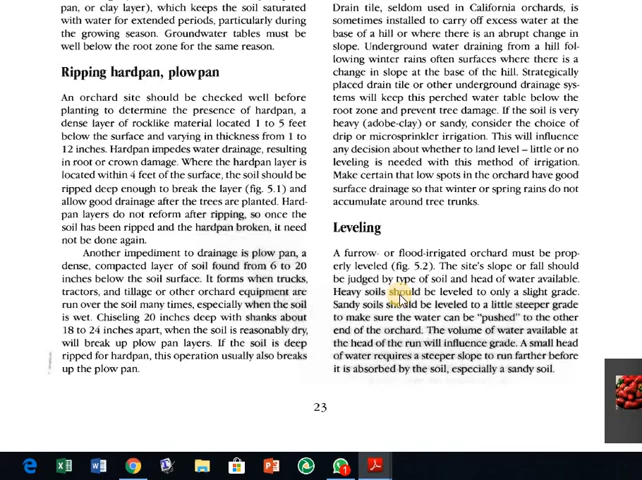 pan, or clay layer), which keeps the soil saturated
with water for extended periods, particularly during
the growing season. Groundwater tables must be
well below the root zone for the same reason.
Ripping hardpan, plowpan
An orchard site should be checked well before
planting to determine the presence of hardpan, a
dense layer of rocklike material located 1 to 5 feet
below the surface and varying in thickness from 1 to
12 inches. Hardpan impedes water drainage, resulting
in root or crown damage. Where the hardpan layer is
located within 4 feet of the surface, the soil should be
ripped deep enough to break the layer (fig. 5.1) and
allow good drainage after the trees are planted. Hard-
pan layers do not reform after ripping, so once the
soil has been ripped and the hardpan broken, it need
not be done again.
Another impediment to drainage is plow pan, a
dense, compacted layer of soil found from 6 to 20
inches below the soil surface. It forms when trucks,
tractors, and tillage or other orchard equipment are
run over the soil many times, especially when the soil
is wet. Chiseling 20 inches deep with shanks about
18 to 24 inches apart, when the soil is reasonably dry,
will break up plow pan layers. If the soil is deep
ripped for hardpan, this operation usually also breaks
up the plow pan.
Drain tile, seldom used in California orchards, is
sometimes installed to carry off excess water at the
base of a hill or where there is an abrupt change in
slope. Underground water draining from a hill fol-
lowing winter rains often surfaces where there is a
change in slope at the base of the hill. Strategically
placed drain tile or other underground drainage sys-
tems will keep this perched water table below the
root zone and prevent tree damage. If the soil is very
heavy (adobe-clay) or sandy, consider the choice of
drip or microsprinkler irrigation. This will influence
any decision about whether to land level – little or no
leveling is needed with this method of irrigation.
Make certain that low spots in the orchard have good
surface drainage so that winter or spring rains do not
accumulate around tree trunks.
Leveling
A furrow- or flood-irrigated orchard must be prop-
erly leveled (fig. 5.2). The site's slope or fall should
be judged by type of soil and head of water available.
Heavy soils should be leveled to only a slight grade.
Sandy soils should be leveled to a little steeper grade
to make sure the water can be "pushed" to the other
end of the orchard. The volume of water available at
the head of the run will influence grade. A small head
of water requires a steeper slope to run farther before
it is absorbed by the soil, especially a sandy soil.
23